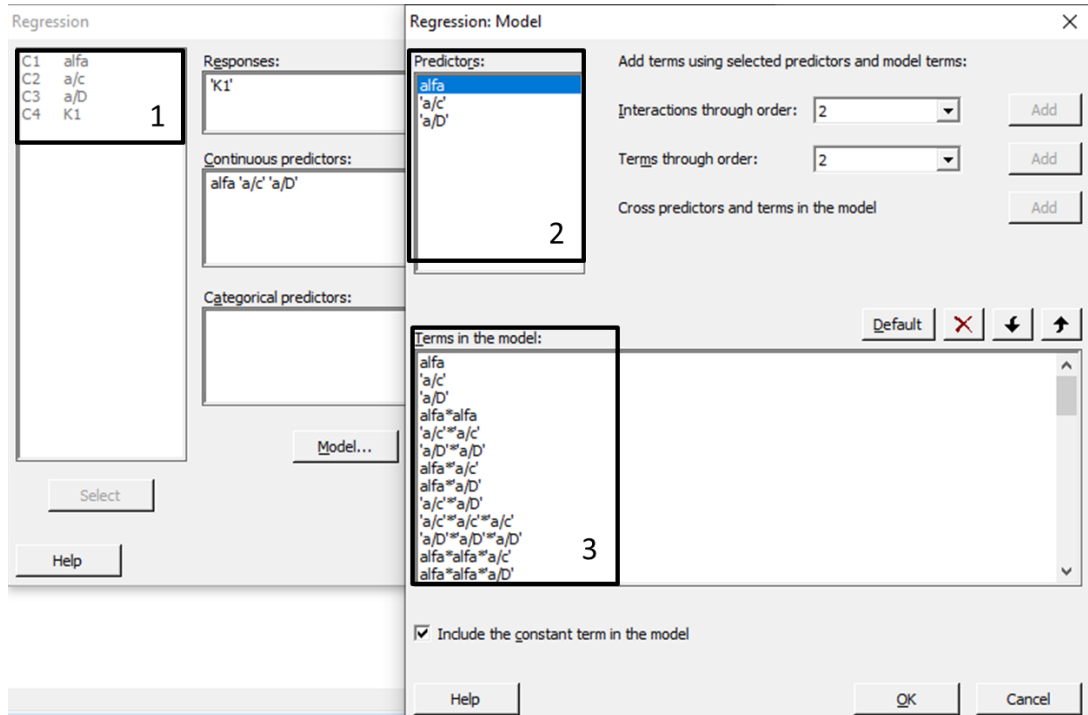 Regression
C1 alfa
C2 a/c
C3 a/D
C4 K1
1
Responses:
'K1'
Continuous predictors:
alfa 'a/c' 'a/D'
Categorical predictors:
Model...
Select
Help
Regression: Model
Predictors:
alfa
'a/c'
'a/D'
2
Add terms using selected predictors and model terms:
Interactions through order: 2 Add
Terms through order: 2 Add
Cross predictors and terms in the model Add
Default
Terms in the model:
alfa
'a/c'
'a/D'
alfa*alfa
'a/c'*'a/c'
'a/D'*'a/D'
alfa*'a/c'
alfa*'a/D'
'a/c'*'a/D'
'a/c'*'a/c'*'a/c'
'a/D'*'a/D'*'a/D'
alfa*alfa*'a/c'
alfa*alfa*'a/D'
3
Include the constant term in the model
Help
OK
Cancel